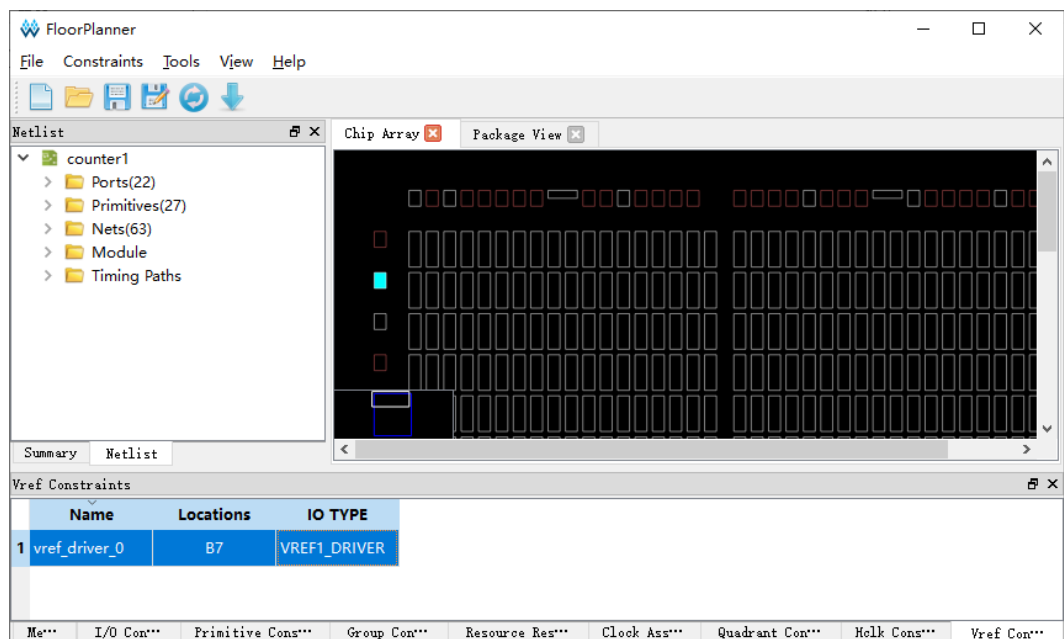 FloorPlanner
File Constraints Tools View Help
Netlist
Chip Array Package View
counter1
Ports(22)
Primitives(27)
Nets(63)
Module
Timing Paths
Summary Netlist
Vref Constraints
Name Locations IO TYPE
1 vref_driver_0 B7 VREF1_DRIVER
Me··· I/O Con··· Primitive Cons··· Group Con··· Resource Res··· Clock Ass··· Quadrant Con··· Hclk Cons··· Vref Con···